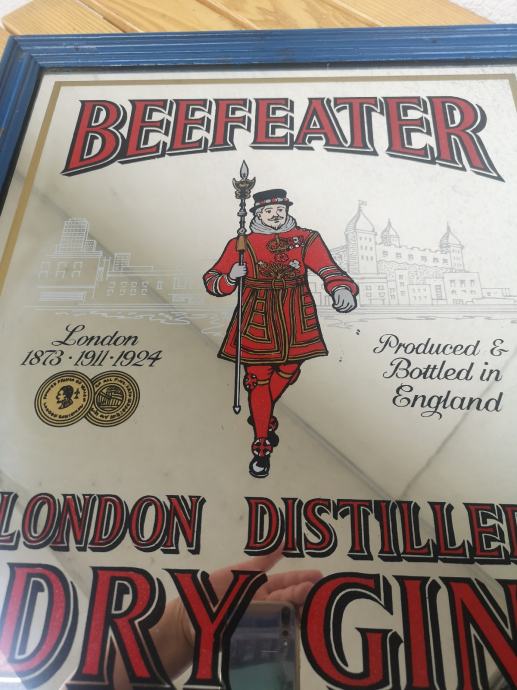 BEEFEATER
London
1873·1911·1924
Produced &
Bottled in
England
LONDON DISTILLE
DRY GIN